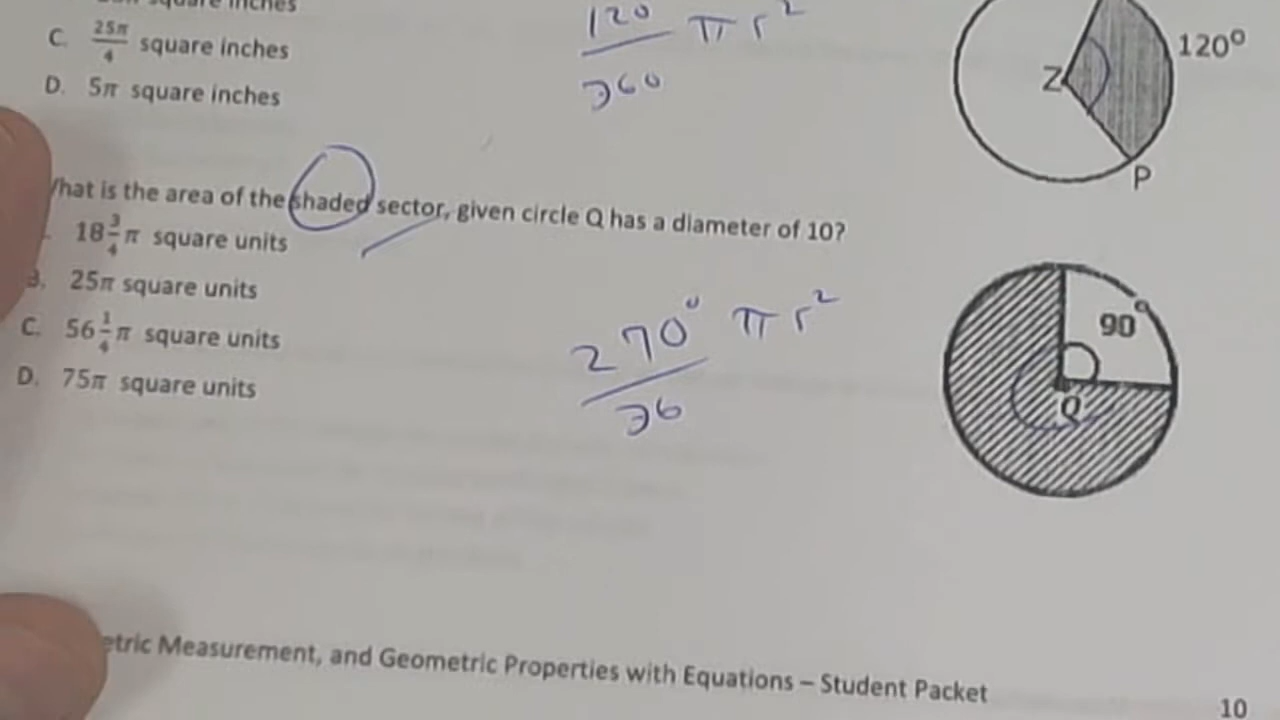 square inches
C. 25π/4 square inches
D. 5π square inches
120/360 πr²
120°
Z
P
hat is the area of the shaded sector, given circle Q has a diameter of 10?
18 3/4 π square units
B. 25π square units
C. 56 1/4 π square units
D. 75π square units
270°/36 πr²
90°
Q
etric Measurement, and Geometric Properties with Equations – Student Packet
10